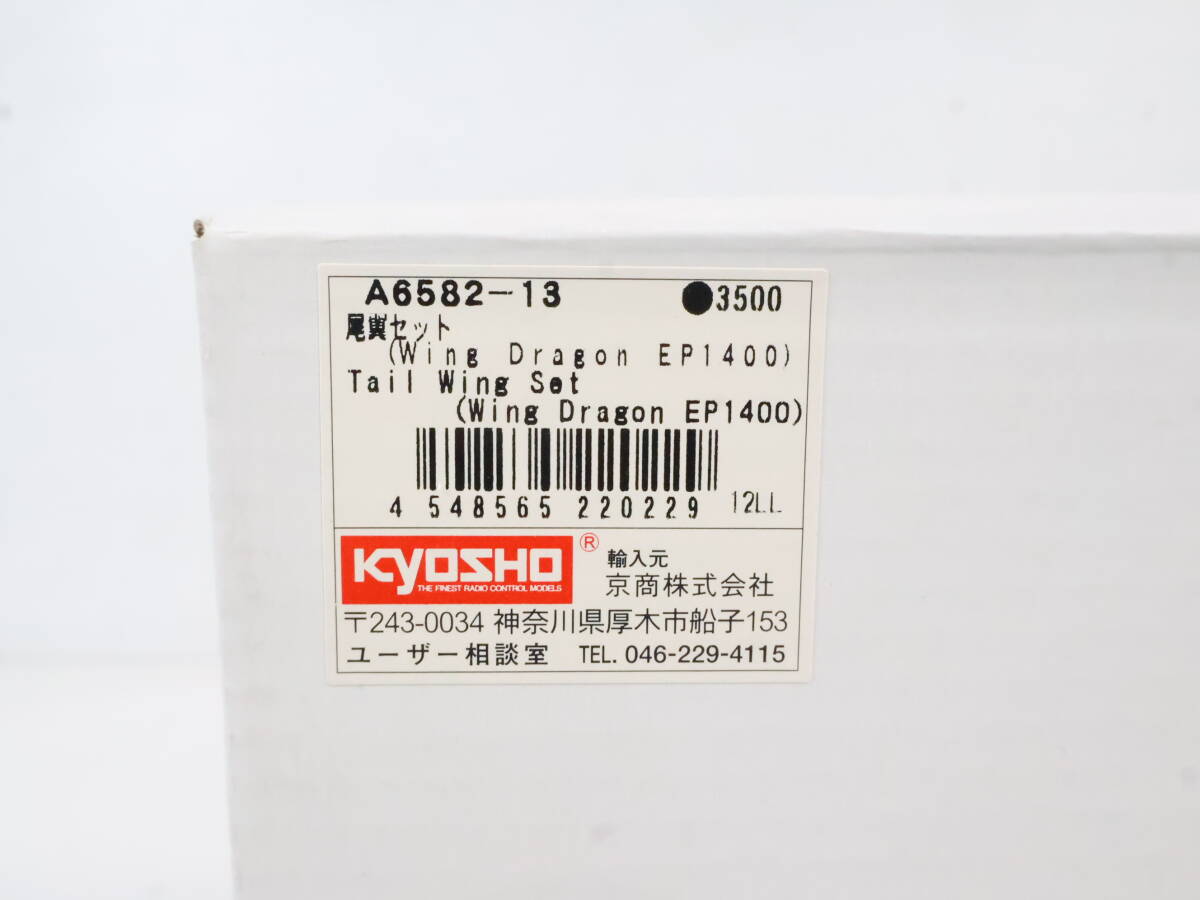 A6582-13 ●3500
尾翼セット
(Wing Dragon EP1400)
Tail Wing Set
(Wing Dragon EP1400)
4 548565 220229 12LL
KYOSHO ®
THE FINEST RADIO CONTROL MODELS
輸入元
京商株式会社
〒243-0034 神奈川県厚木市船子153
ユーザー相談室 TEL. 046-229-4115